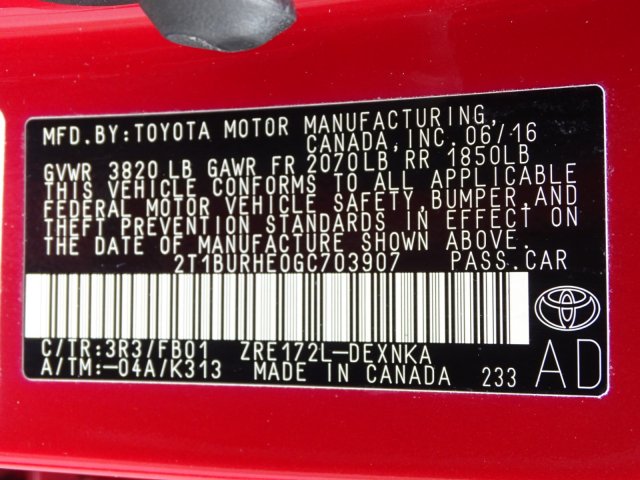 MFD. BY: TOYOTA MOTOR MANUFACTURING,
CANADA, INC. 06/16
GVWR 3820 LB GAWR FR 2070LB RR 1850LB
THIS VEHICLE CONFORMS TO ALL APPLICABLE
FEDERAL MOTOR VEHICLE SAFETY, BUMPER, AND
THEFT PREVENTION STANDARDS IN EFFECT ON
THE DATE OF MANUFACTURE SHOWN ABOVE.
2T1BURHE0GC703907 PASS. CAR
C/TR: 3R3/FB01 ZRE172L-DEXNKA
A/TM: -04A/K313 MADE IN CANADA 233
AD